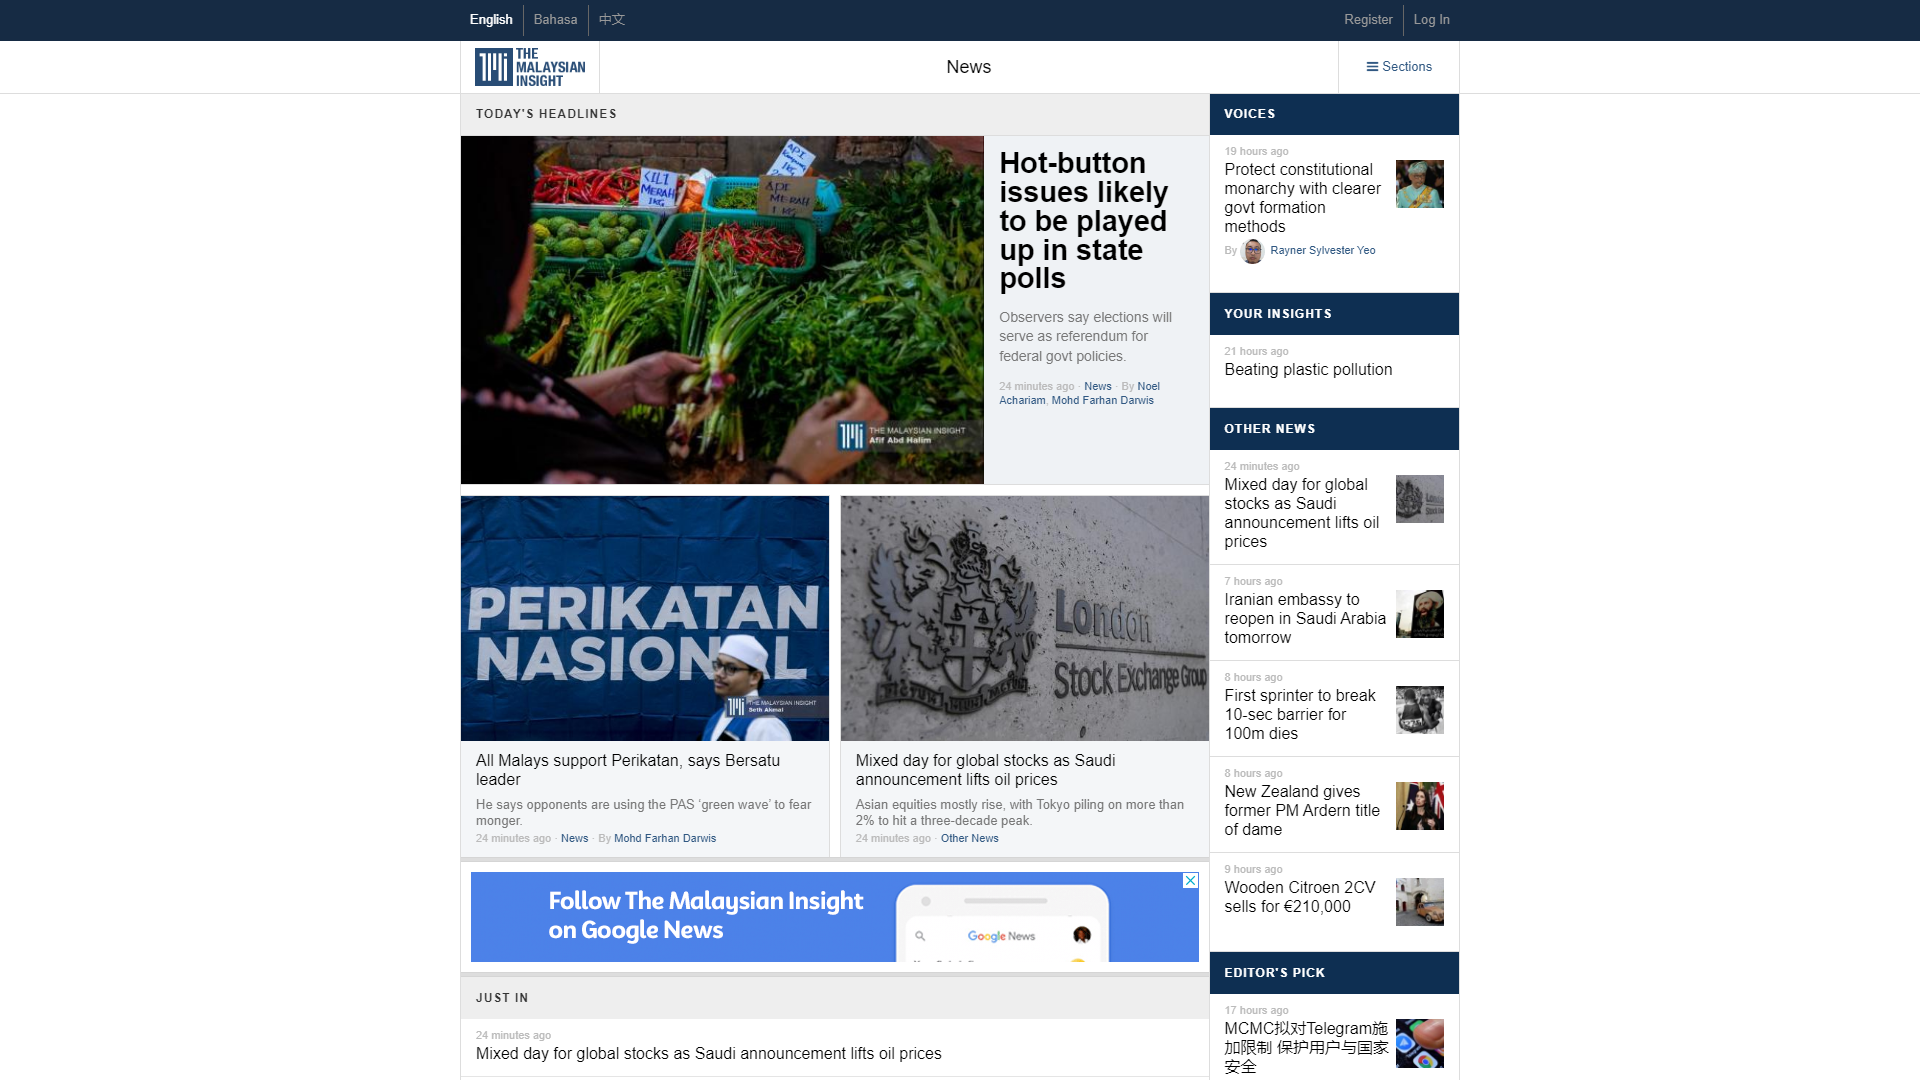 English
Bahasa
中文
Register
Log In
THE
MALAYSIAN
INSIGHT
News
Sections
TODAY'S HEADLINES
CILI
MERAH
1KG
API
API
MERAH
1 KG
THE MALAYSIAN INSIGHT
Afif Abd Halim
Hot-button
issues likely
to be played
up in state
polls
Observers say elections will
serve as referendum for
federal govt policies.
24 minutes ago · News · By Noel
Achariam, Mohd Farhan Darwis
PERIKATAN
NASIONAL
THE MALAYSIAN INSIGHT
Seth Akmal
All Malays support Perikatan, says Bersatu
leader
He says opponents are using the PAS ‘green wave’ to fear
monger.
24 minutes ago · News · By Mohd Farhan Darwis
London
Stock Exchange Group
Mixed day for global stocks as Saudi
announcement lifts oil prices
Asian equities mostly rise, with Tokyo piling on more than
2% to hit a three-decade peak.
24 minutes ago · Other News
Follow The Malaysian Insight
on Google News
Google News
JUST IN
24 minutes ago
Mixed day for global stocks as Saudi announcement lifts oil prices
VOICES
19 hours ago
Protect constitutional
monarchy with clearer
govt formation
methods
By Rayner Sylvester Yeo
YOUR INSIGHTS
21 hours ago
Beating plastic pollution
OTHER NEWS
24 minutes ago
Mixed day for global
stocks as Saudi
announcement lifts oil
prices
7 hours ago
Iranian embassy to
reopen in Saudi Arabia
tomorrow
8 hours ago
First sprinter to break
10-sec barrier for
100m dies
8 hours ago
New Zealand gives
former PM Ardern title
of dame
9 hours ago
Wooden Citroen 2CV
sells for €210,000
EDITOR'S PICK
17 hours ago
MCMC拟对Telegram施
加限制 保护用户与国家
安全